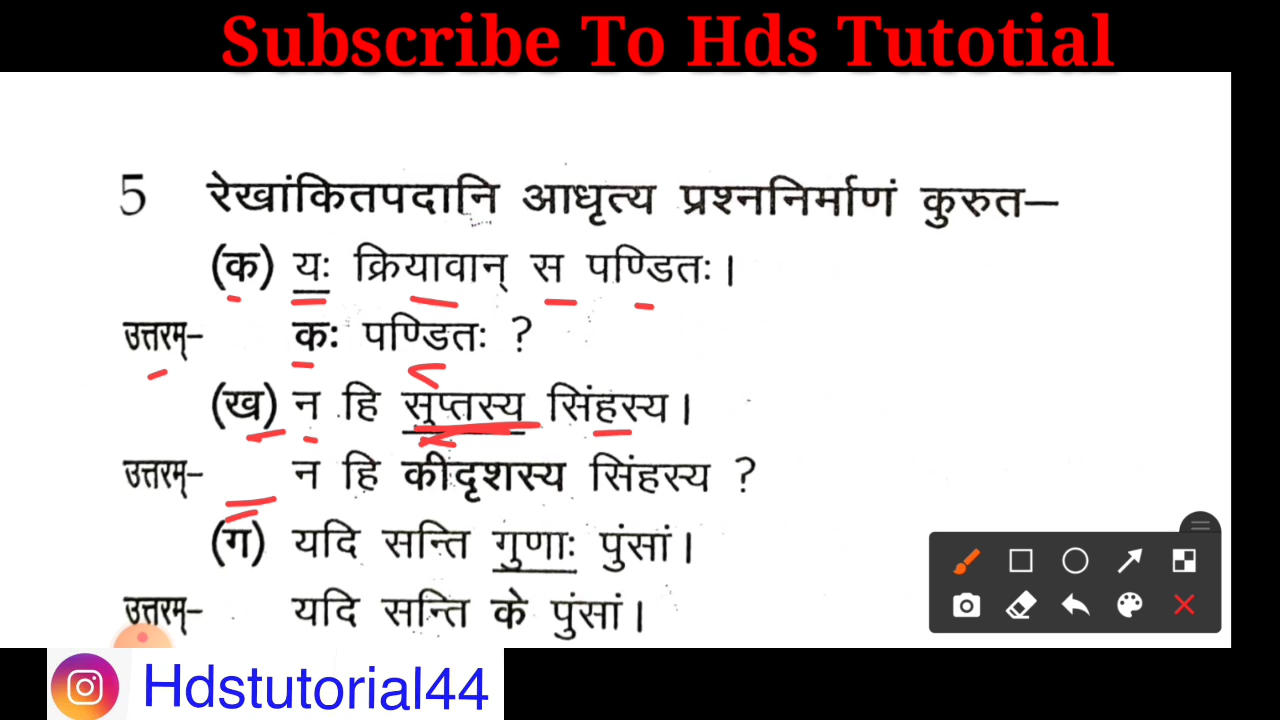 Subscribe To Hds Tutotial
5 रेखांकितपदानि आधृत्य प्रश्ननिर्माणं कुरुत–
(क) यः क्रियावान् स पण्डितः।
उत्तरम्– कः पण्डितः ?
(ख) न हि सुप्तस्य सिंहस्य।
उत्तरम्– न हि कीदृशस्य सिंहस्य ?
(ग) यदि सन्ति गुणाः पुंसां।
उत्तरम्– यदि सन्ति के पुंसां।
Hdstutorial44